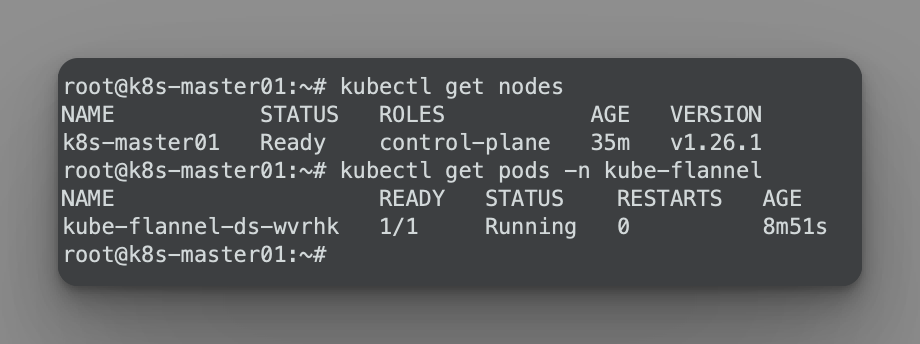 root@k8s-master01:~# kubectl get nodes
NAME           STATUS   ROLES           AGE   VERSION
k8s-master01   Ready    control-plane   35m   v1.26.1
root@k8s-master01:~# kubectl get pods -n kube-flannel
NAME                    READY   STATUS    RESTARTS   AGE
kube-flannel-ds-wvrhk   1/1     Running   0          8m51s
root@k8s-master01:~#